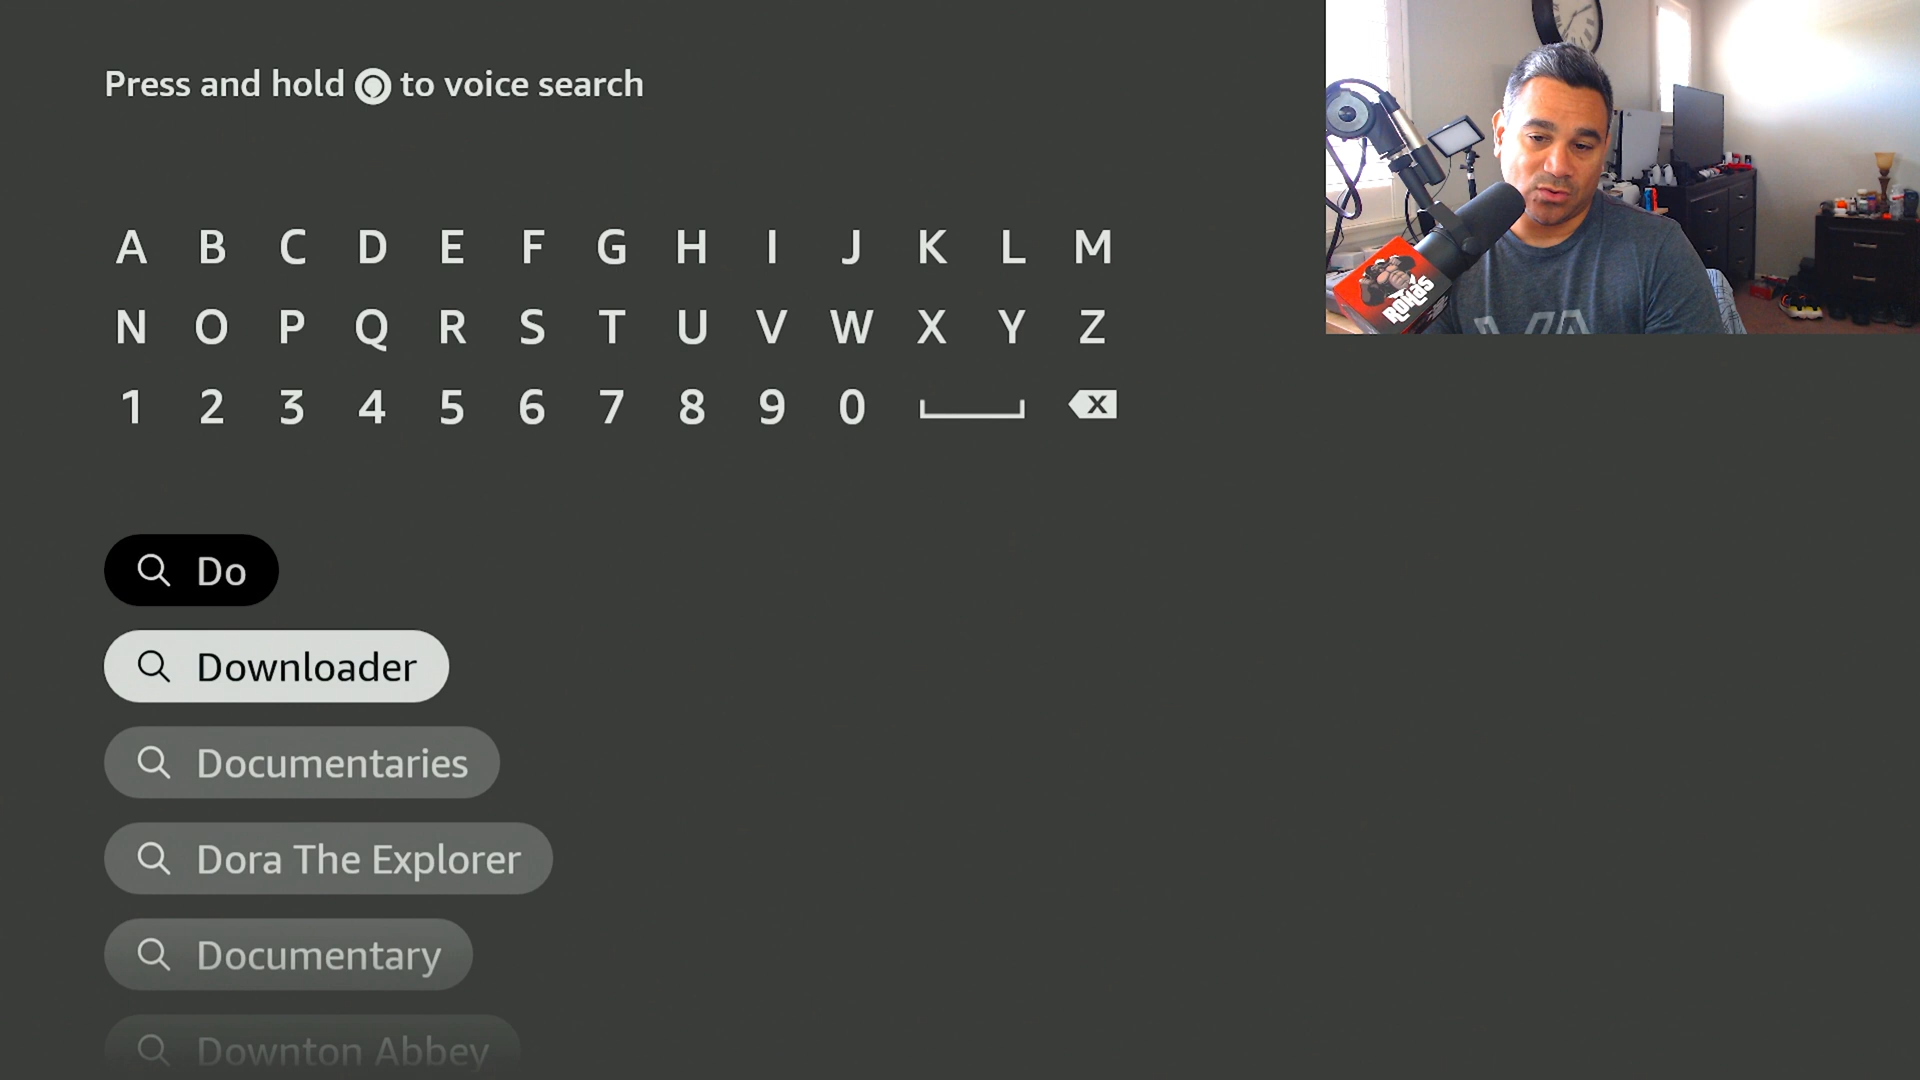 Press and hold to voice search
A B C D E F G H I J K L M
N O P Q R S T U V W X Y Z
1 2 3 4 5 6 7 8 9 0
Do
Downloader
Documentaries
Dora The Explorer
Documentary
Downton Abbey
ROHAS